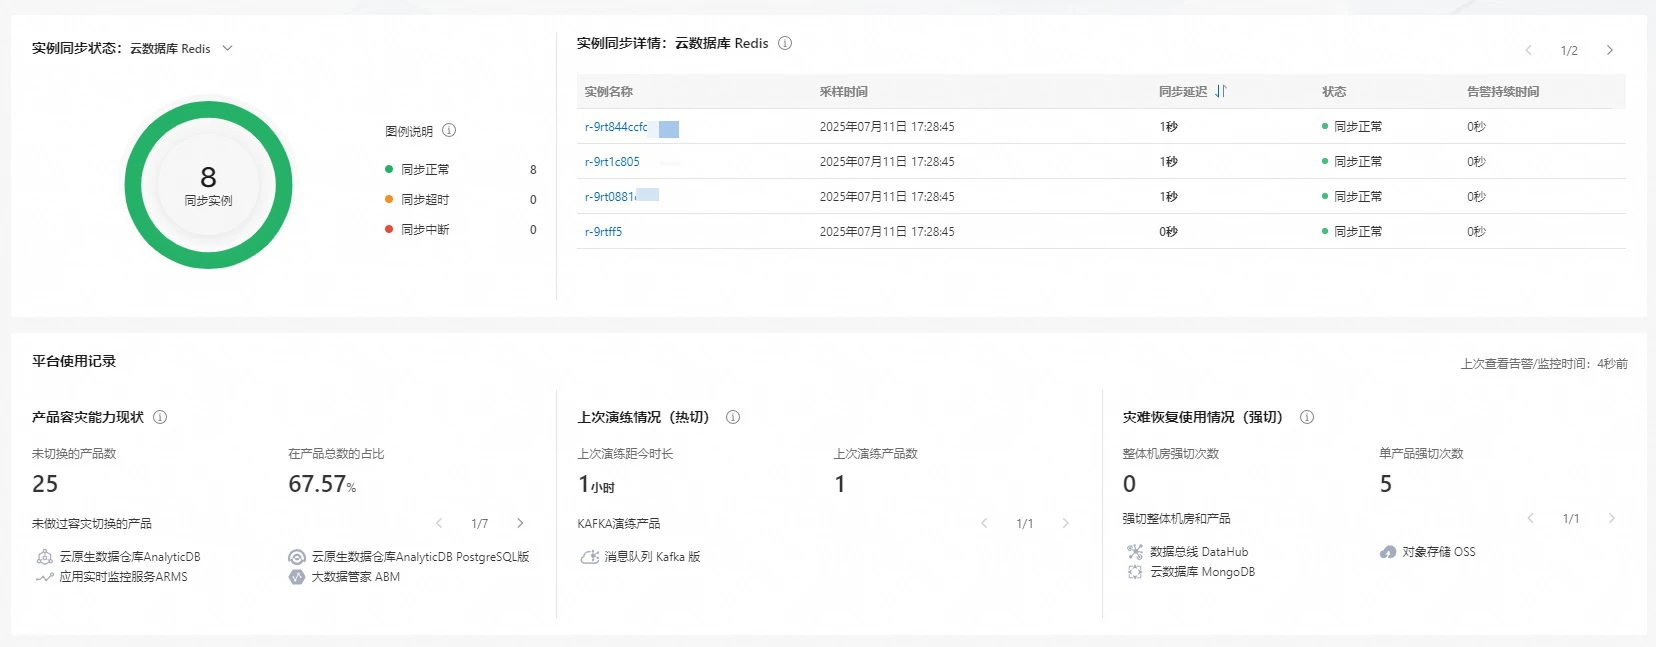 实例同步状态：云数据库 Redis
8
同步实例
图例说明
同步正常 8
同步超时 0
同步中断 0
实例同步详情：云数据库 Redis
1/2
实例名称 采样时间 同步延迟 状态 告警持续时间
r-9rt844ccfc 2025年07月11日 17:28:45 1秒 同步正常 0秒
r-9rt1c805 2025年07月11日 17:28:45 1秒 同步正常 0秒
r-9rt0881 2025年07月11日 17:28:45 1秒 同步正常 0秒
r-9rtff5 2025年07月11日 17:28:45 0秒 同步正常 0秒
平台使用记录
上次查看告警/监控时间：4秒前
产品容灾能力现状
未切换的产品数 在产品总数的占比
25 67.57%
未做过容灾切换的产品 1/7
云原生数据仓库AnalyticDB 云原生数据仓库AnalyticDB PostgreSQL版
应用实时监控服务ARMS 大数据管家 ABM
上次演练情况（热切）
上次演练距今时长 上次演练产品数
1小时 1
KAFKA演练产品 1/1
消息队列 Kafka 版
灾难恢复使用情况（强切）
整体机房强切次数 单产品强切次数
0 5
强切整体机房和产品 1/1
数据总线 DataHub 对象存储 OSS
云数据库 MongoDB